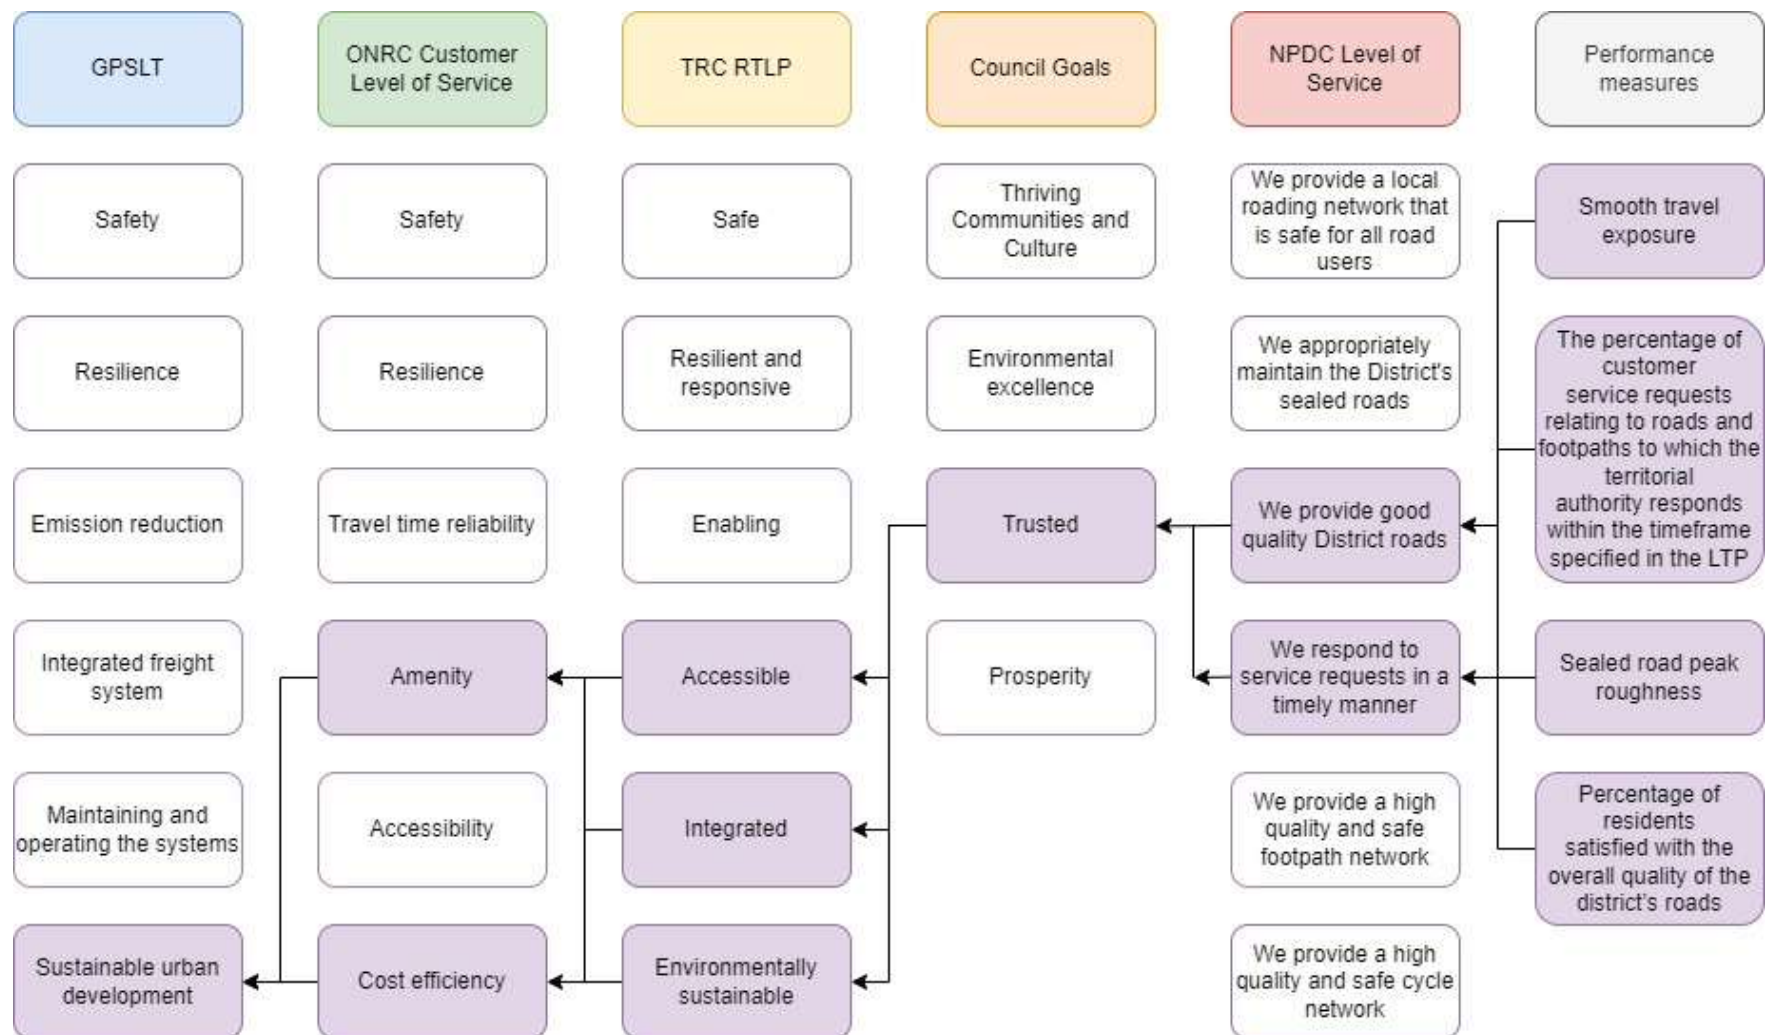 GPSLT
ONRC Customer
Level of Service
TRC RTLP
Council Goals
NPDC Level of
Service
Performance
measures
Safety
Safety
Safe
Thriving
Communities and
Culture
We provide a local
roading network that
is safe for all road
users
Smooth travel
exposure
Resilience
Resilience
Resilient and
responsive
Environmental
excellence
We appropriately
maintain the District's
sealed roads
The percentage of
customer
service requests
relating to roads and
footpaths to which the
territorial
authority responds
within the timeframe
specified in the LTP
Emission reduction
Travel time reliability
Enabling
Trusted
We provide good
quality District roads
Integrated freight
system
Amenity
Accessible
Prosperity
We respond to
service requests in a
timely manner
Sealed road peak
roughness
Maintaining and
operating the systems
Accessibility
Integrated
We provide a high
quality and safe
footpath network
Percentage of
residents
satisfied with the
overall quality of the
district's roads
Sustainable urban
development
Cost efficiency
Environmentally
sustainable
We provide a high
quality and safe cycle
network